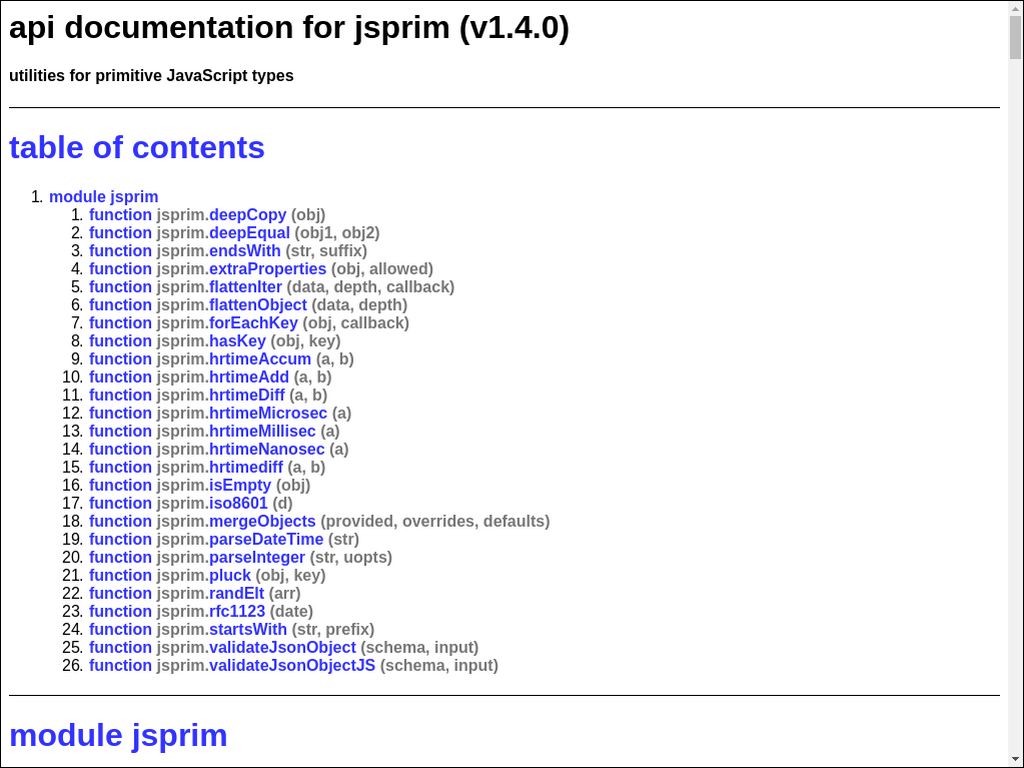 api documentation for jsprim (v1.4.0)
utilities for primitive JavaScript types
table of contents
1. module jsprim
1. function jsprim.deepCopy (obj)
2. function jsprim.deepEqual (obj1, obj2)
3. function jsprim.endsWith (str, suffix)
4. function jsprim.extraProperties (obj, allowed)
5. function jsprim.flattenIter (data, depth, callback)
6. function jsprim.flattenObject (data, depth)
7. function jsprim.forEachKey (obj, callback)
8. function jsprim.hasKey (obj, key)
9. function jsprim.hrtimeAccum (a, b)
10. function jsprim.hrtimeAdd (a, b)
11. function jsprim.hrtimeDiff (a, b)
12. function jsprim.hrtimeMicrosec (a)
13. function jsprim.hrtimeMillisec (a)
14. function jsprim.hrtimeNanosec (a)
15. function jsprim.hrtimediff (a, b)
16. function jsprim.isEmpty (obj)
17. function jsprim.iso8601 (d)
18. function jsprim.mergeObjects (provided, overrides, defaults)
19. function jsprim.parseDateTime (str)
20. function jsprim.parseInteger (str, uopts)
21. function jsprim.pluck (obj, key)
22. function jsprim.randElt (arr)
23. function jsprim.rfc1123 (date)
24. function jsprim.startsWith (str, prefix)
25. function jsprim.validateJsonObject (schema, input)
26. function jsprim.validateJsonObjectJS (schema, input)
module jsprim